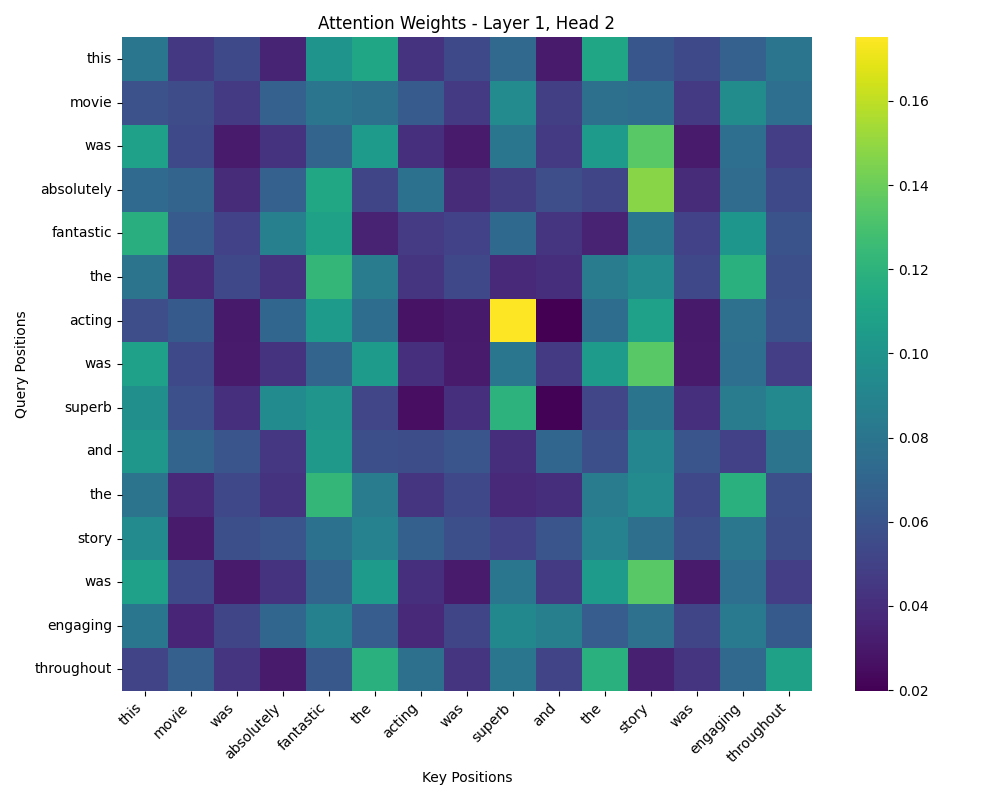 Attention Weights - Layer 1, Head 2
this
movie
was
absolutely
fantastic
the
acting
was
superb
and
the
story
was
engaging
throughout
Query Positions
this
movie
was
absolutely
fantastic
the
acting
was
superb
and
the
story
was
engaging
throughout
Key Positions
0.16
0.14
0.12
0.10
0.08
0.06
0.04
0.02